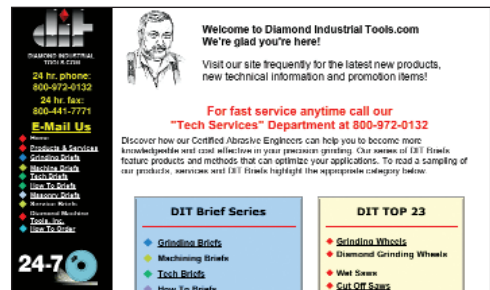 dit
DIAMOND INDUSTRIAL
TOOLS.COM
24 hr. phone:
800-972-0132
24 hr. fax:
800-441-7771
E-Mail Us
Home
Products & Services
Grinding Briefs
Machine Briefs
Tech Briefs
How To Briefs
Masonry Briefs
Service Briefs
Diamond Machine
Tools, Inc.
How To Order
24-7
Welcome to Diamond Industrial Tools.com
We're glad you're here!
Visit our site frequently for the latest new products,
new technical information and promotion items!
For fast service anytime call our
"Tech Services" Department at 800-972-0132
Discover how our Certified Abrasive Engineers can help you to become more
knowledgeable and cost effective in your precision grinding. Our series of DIT Briefs
feature products and methods that can optimize your applications. To read a sampling of
our products, services and DIT Briefs highlight the appropriate category below.
DIT Brief Series
Grinding Briefs
Machining Briefs
Tech Briefs
How To Briefs
DIT TOP 23
Grinding Wheels
Diamond Grinding Wheels
Wet Saws
Cut Off Saws